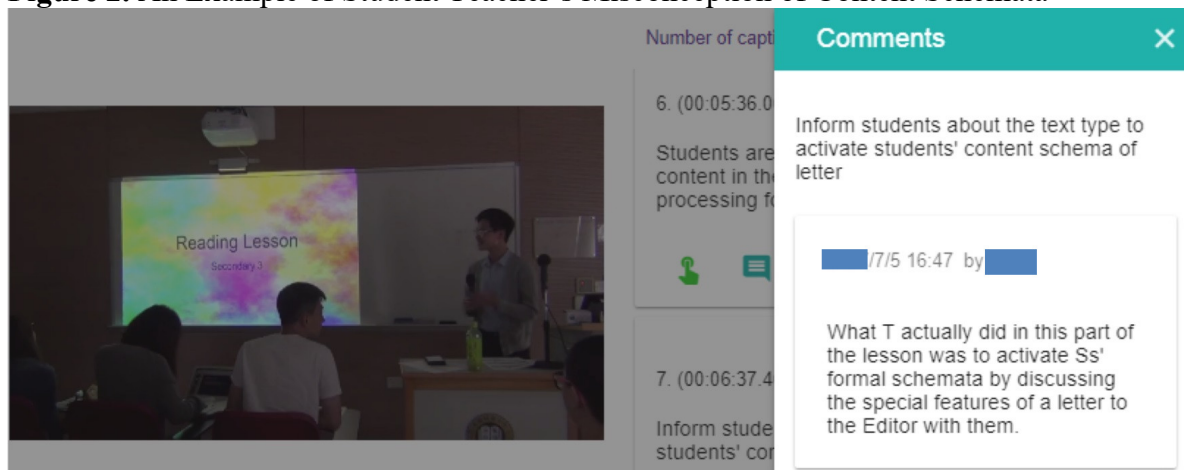 Number of capti
6. (00:05:36.0
Students are
content in the
processing fo
7. (00:06:37.4
Inform stude
students' con
Reading Lesson
Secondary 3
Comments
Inform students about the text type to
activate students' content schema of
letter
/7/5 16:47 by
What T actually did in this part of
the lesson was to activate Ss'
formal schemata by discussing
the special features of a letter to
the Editor with them.